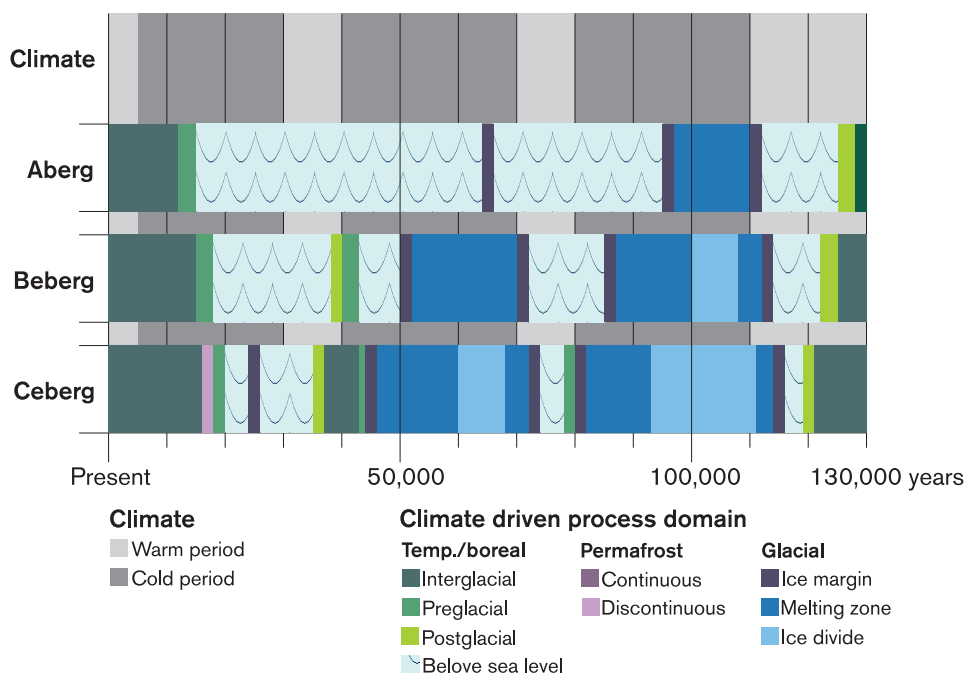 Climate
Aberg
Beberg
Ceberg
Present 50,000 100,000 130,000 years
Climate
Warm period
Cold period
Climate driven process domain
Temp./boreal
Interglacial
Preglacial
Postglacial
Belove sea level
Permafrost
Continuous
Discontinuous
Glacial
Ice margin
Melting zone
Ice divide